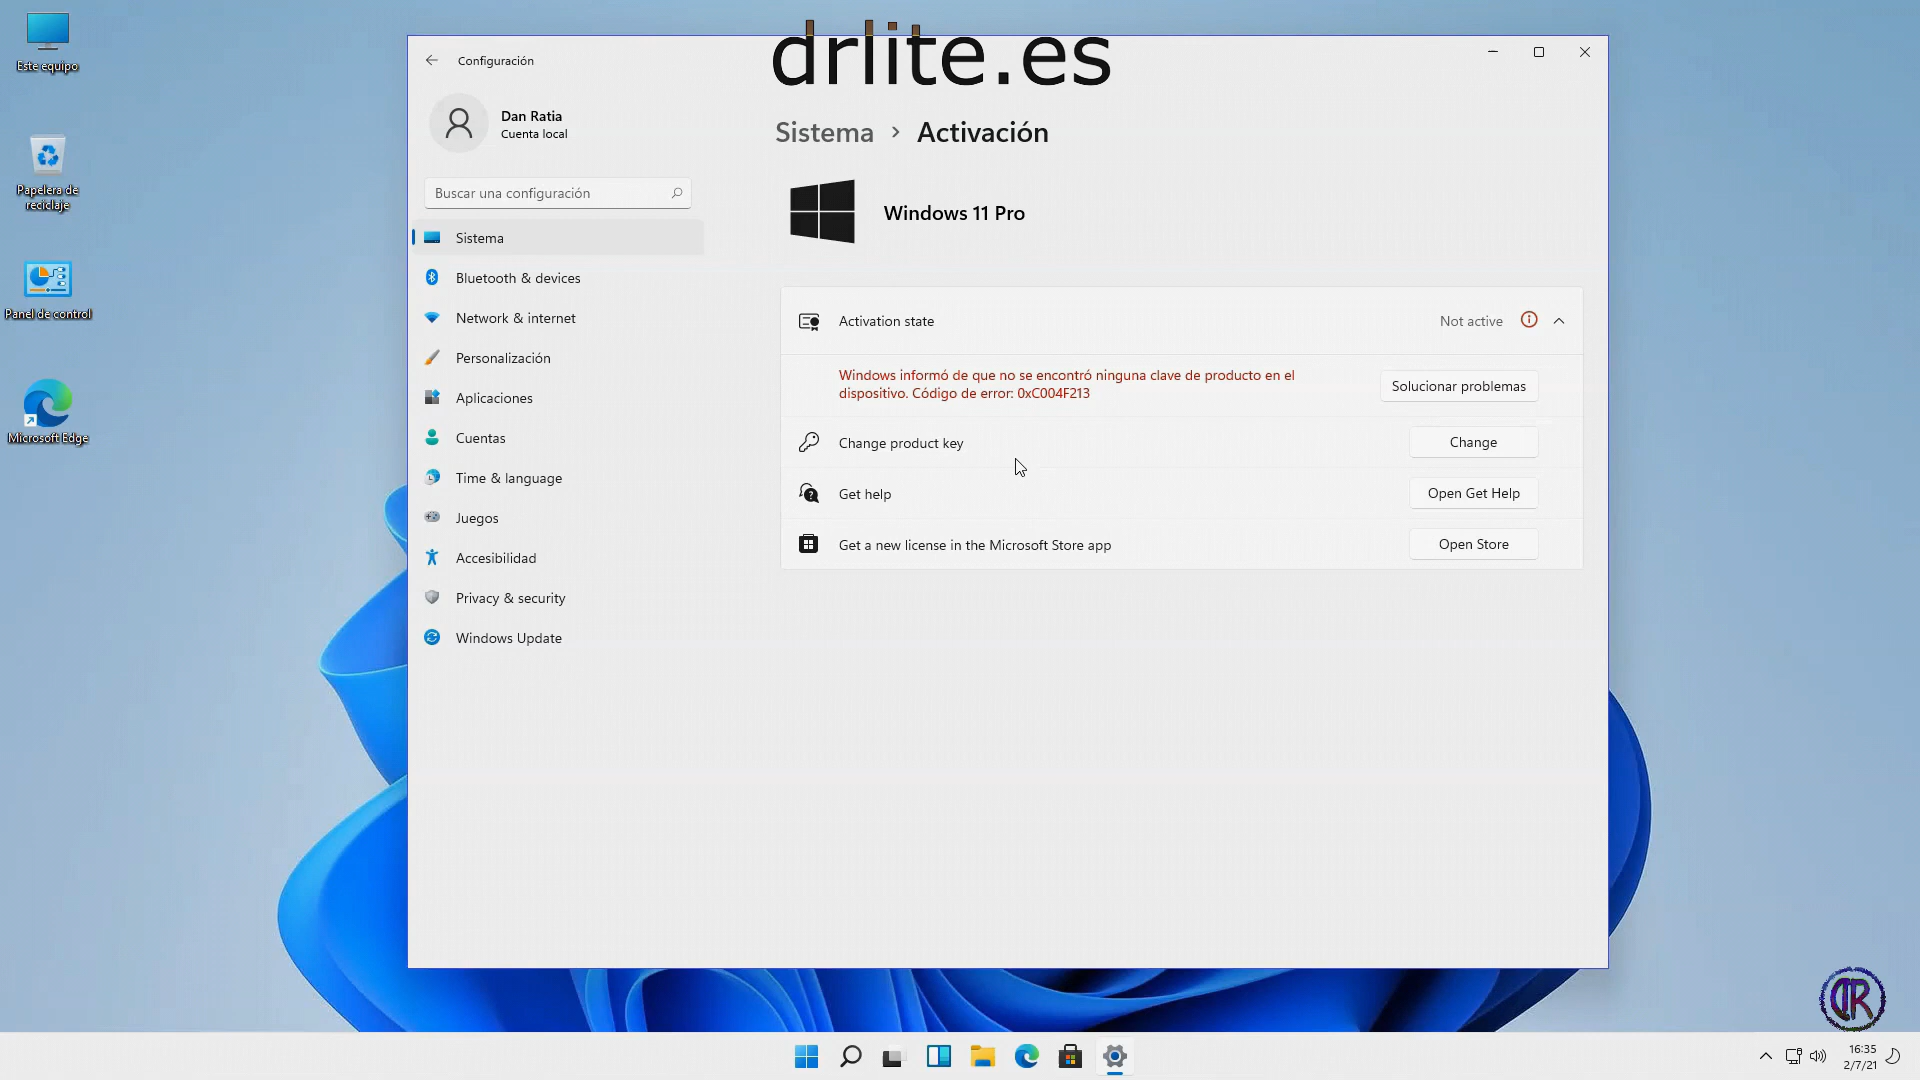 drlite.es
Este equipo
Papelera de
reciclaje
Panel de control
Microsoft Edge
Configuración
Dan Ratia
Cuenta local
Buscar una configuración
Sistema
Bluetooth & devices
Network & internet
Personalización
Aplicaciones
Cuentas
Time & language
Juegos
Accesibilidad
Privacy & security
Windows Update
Sistema > Activación
Windows 11 Pro
Activation state Not active
Windows informó de que no se encontró ninguna clave de producto en el
dispositivo. Código de error: 0xC004F213
Solucionar problemas
Change product key Change
Get help Open Get Help
Get a new license in the Microsoft Store app Open Store
DR
16:35
2/7/21